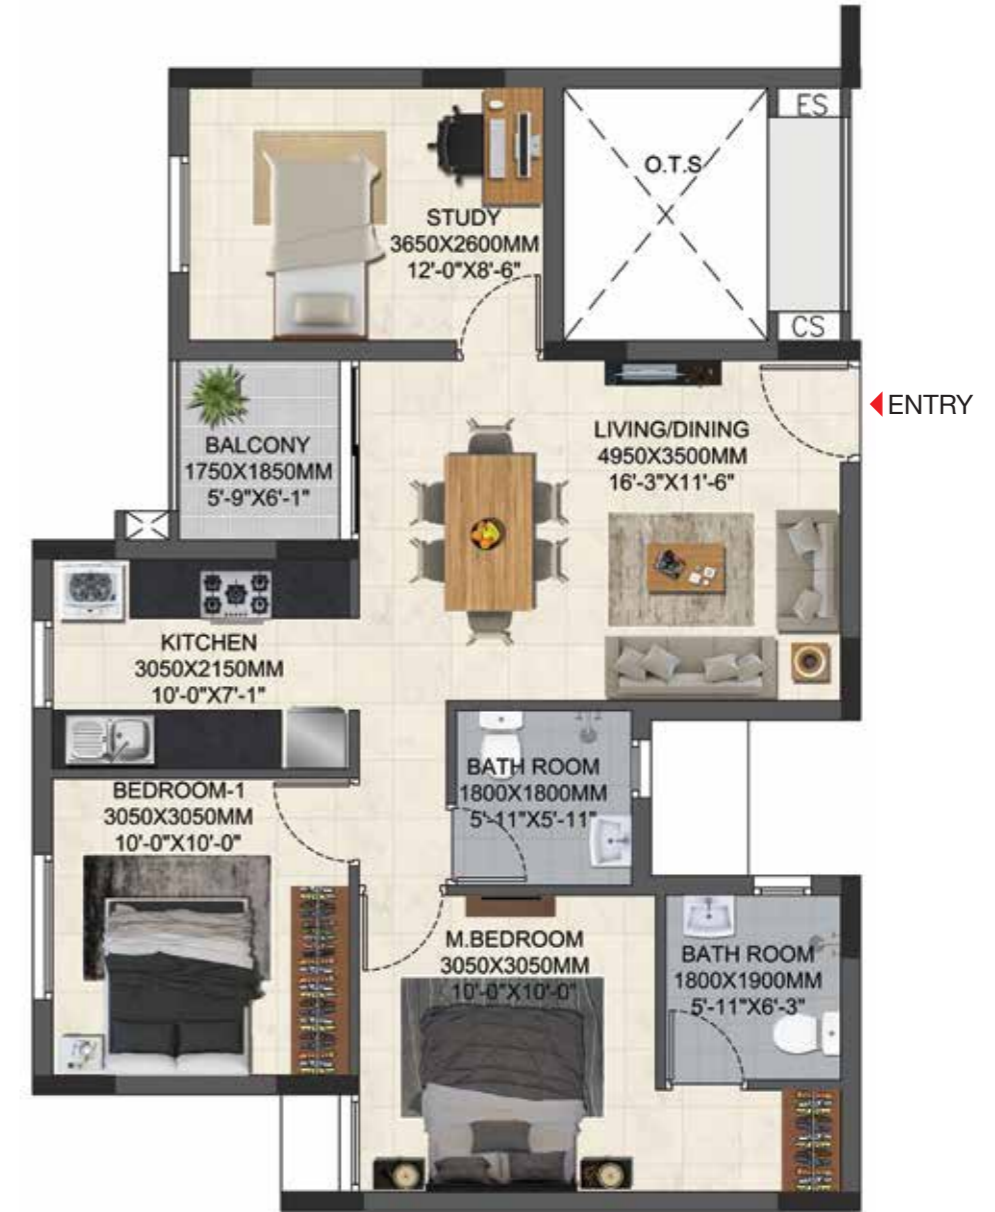 ES
O.T.S
STUDY
3650X2600MM
12'-0"X8'-6"
CS
ENTRY
LIVING/DINING
4950X3500MM
16'-3"X11'-6"
BALCONY
1750X1850MM
5'-9"X6'-1"
KITCHEN
3050X2150MM
10'-0"X7'-1"
BATH ROOM
1800X1800MM
5'-11"X5'-11"
BEDROOM-1
3050X3050MM
10'-0"X10'-0"
M.BEDROOM
3050X3050MM
10'-0"X10'-0"
BATH ROOM
1800X1900MM
5'-11"X6'-3"